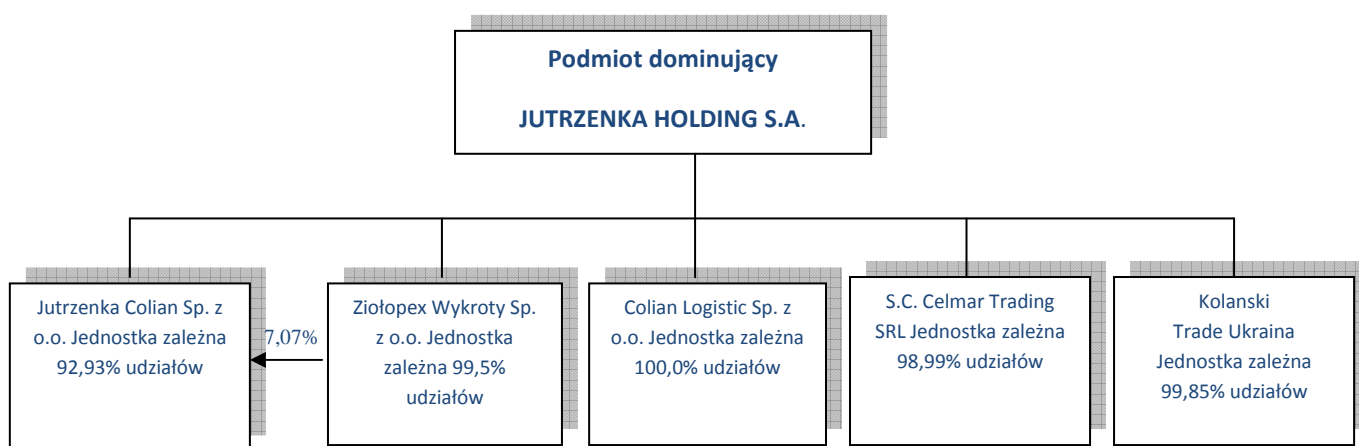 Podmiot dominujący
JUTRZENKA HOLDING S.A.
Jutrzenka Colian Sp. z
o.o. Jednostka zależna
92,93% udziałów
7,07%
Ziołopex Wykroty Sp.
z o.o. Jednostka
zależna 99,5%
udziałów
Colian Logistic Sp. z
o.o. Jednostka zależna
100,0% udziałów
S.C. Celmar Trading
SRL Jednostka zależna
98,99% udziałów
Kolanski
Trade Ukraina
Jednostka zależna
99,85% udziałów